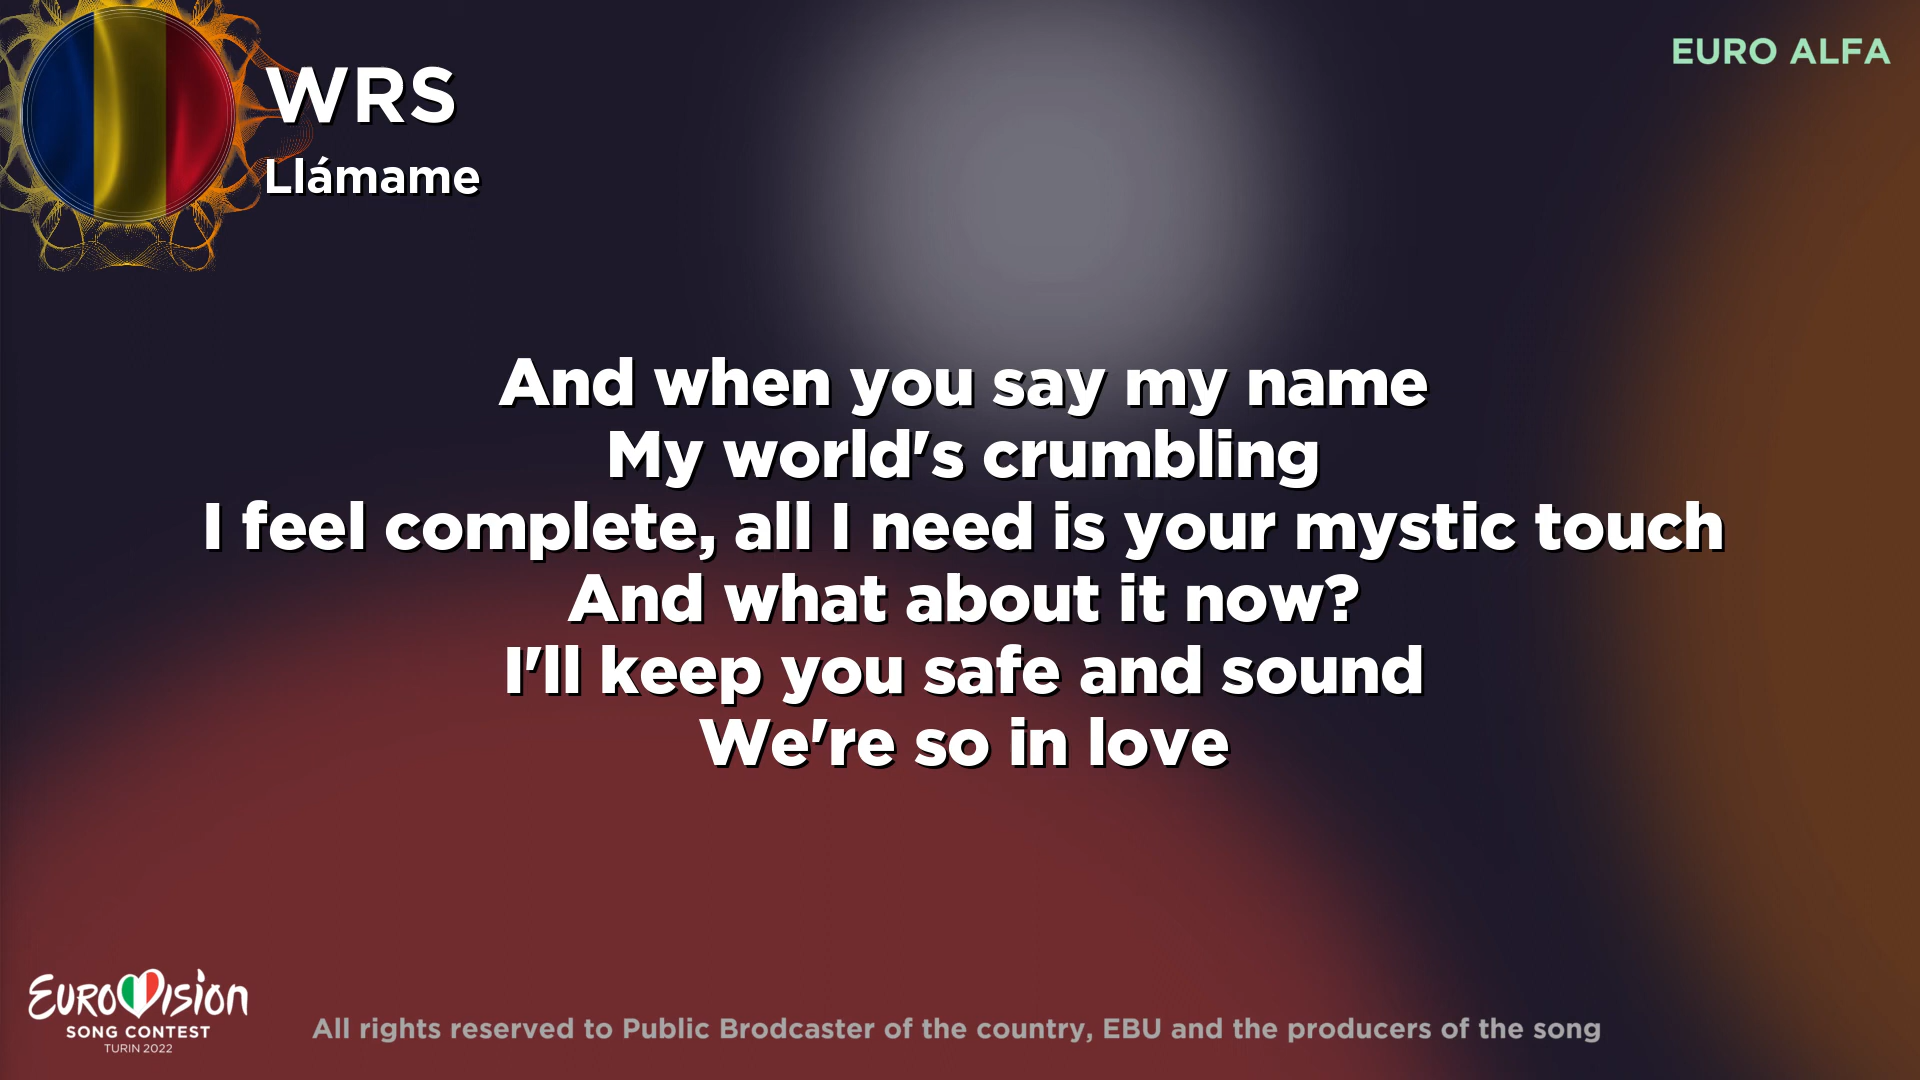 WRS
Llámame
EURO ALFA
And when you say my name
My world's crumbling
I feel complete, all I need is your mystic touch
And what about it now?
I'll keep you safe and sound
We're so in love
EUROVISION
SONG CONTEST
TURIN 2022
All rights reserved to Public Brodcaster of the country, EBU and the producers of the song